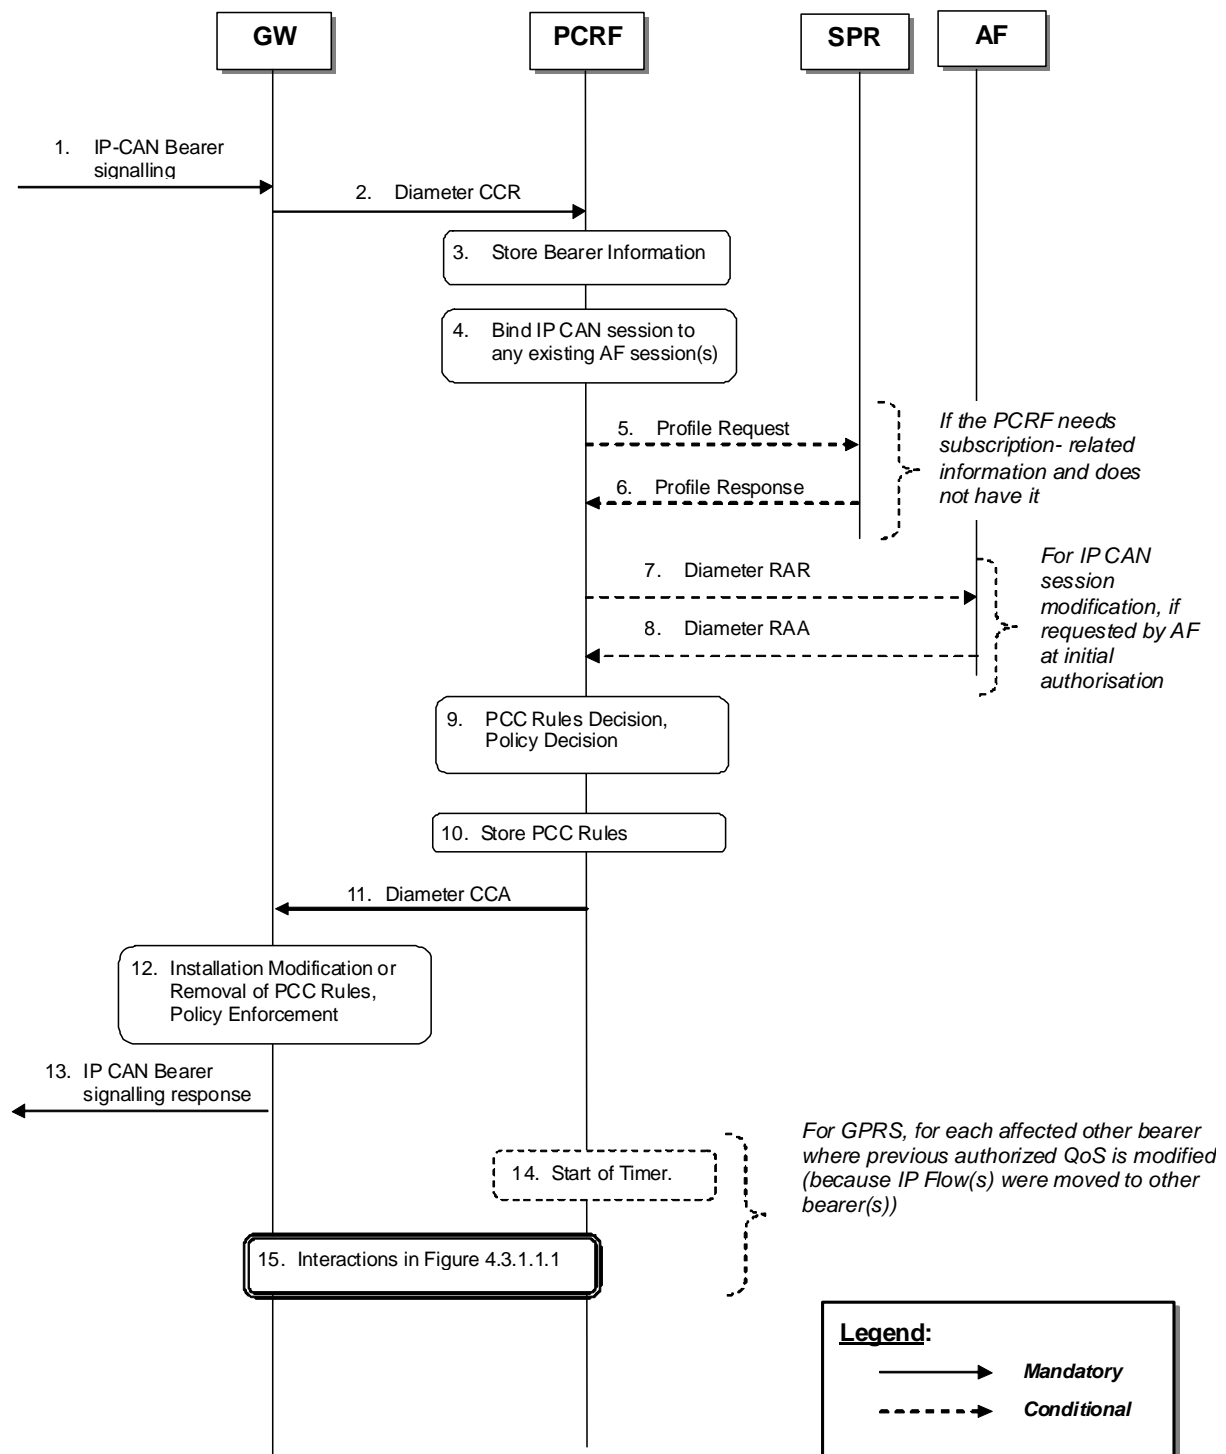 GW
PCRF
SPR
AF
1. IP-CAN Bearer
signalling
2. Diameter CCR
3. Store Bearer Information
4. Bind IP CAN session to
any existing AF session(s)
5. Profile Request
If the PCRF needs
subscription- related
information and does
not have it
6. Profile Response
7. Diameter RAR
For IP CAN
session
modification, if
requested by AF
at initial
authorisation
8. Diameter RAA
9. PCC Rules Decision,
Policy Decision
10. Store PCC Rules
11. Diameter CCA
12. Installation Modification or
Removal of PCC Rules,
Policy Enforcement
13. IP CAN Bearer
signalling response
For GPRS, for each affected other bearer
where previous authorized QoS is modified
(because IP Flow(s) were moved to other
bearer(s))
14. Start of Timer.
15. Interactions in Figure 4.3.1.1.1
Legend:
Mandatory
Conditional